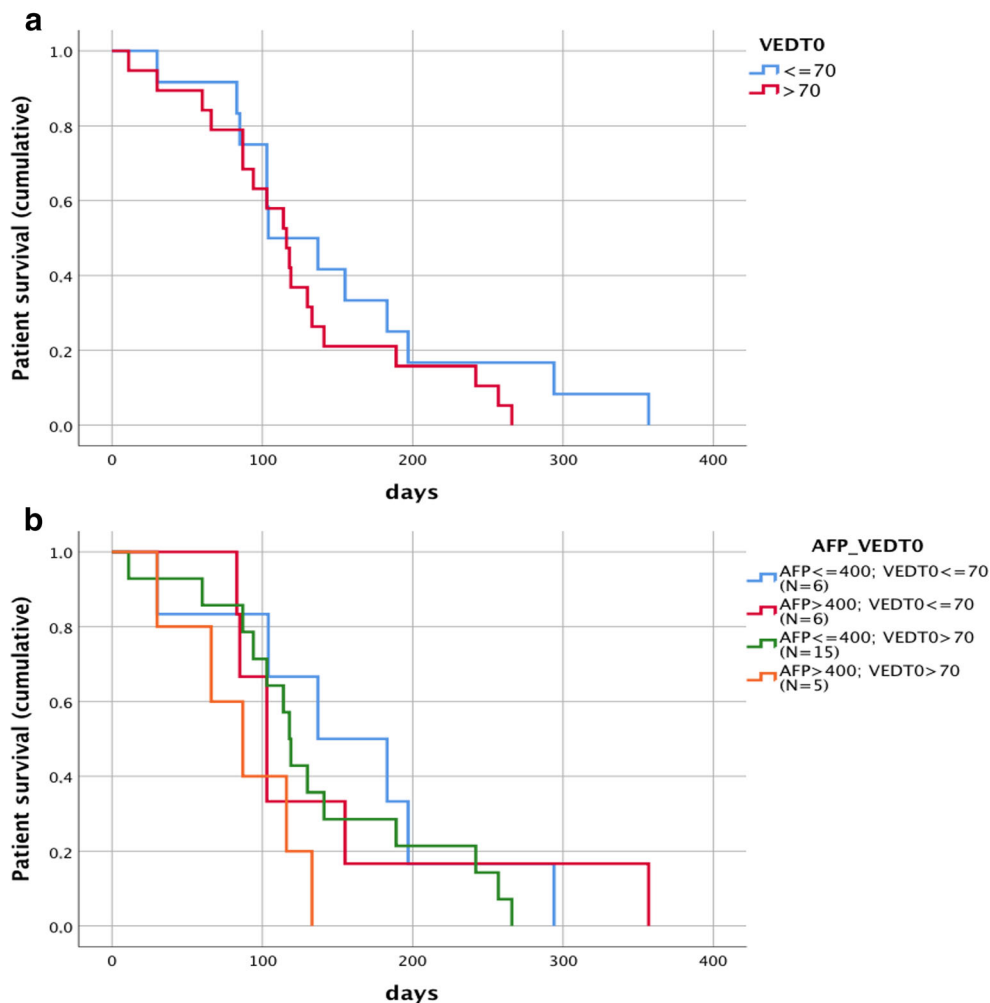 a
Patient survival (cumulative)
1.0
0.8
0.6
0.4
0.2
0.0
0 100 200 300 400
days
VEDT0
<=70
>70
b
Patient survival (cumulative)
1.0
0.8
0.6
0.4
0.2
0.0
0 100 200 300 400
days
AFP_VEDT0
AFP<=400; VEDT0<=70
(N=6)
AFP>400; VEDT0<=70
(N=6)
AFP<=400; VEDT0>70
(N=15)
AFP>400; VEDT0>70
(N=5)